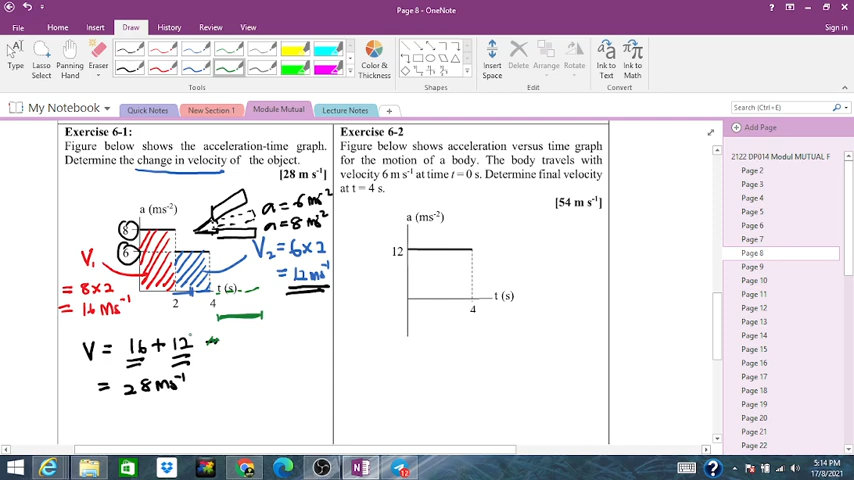 Page 8 - OneNote
File
Home
Insert
Draw
History
Review
View
Sign in
Type
Lasso Select
Panning Hand
Eraser
Color & Thickness
Insert Space
Delete
Arrange
Rotate
Ink to Text
Ink to Math
Tools
Shapes
Edit
Convert
My Notebook
Quick Notes
New Section 1
Module Mutual
Lecture Notes
+
Search (Ctrl+E)
Add Page
2122 DP014 Modul MUTUAL F
Page 2
Page 3
Page 4
Page 5
Page 6
Page 7
Page 8
Page 9
Page 10
Page 11
Page 12
Page 13
Page 14
Page 15
Page 16
Page 17
Page 18
Page 19
Page 20
Page 21
Page 22
Exercise 6-1:
Figure below shows the acceleration-time graph.
Determine the change in velocity of the object.
[28 m s⁻¹]
a (ms⁻²)
8
6
2
4
t (s)
a = 6 ms⁻²
a = 8 ms⁻²
V₁
= 8 x 2
= 16 ms⁻¹
V₂ = 6 x 2
= 12 ms⁻¹
V = 16 + 12
= 28 ms⁻¹
Exercise 6-2
Figure below shows acceleration versus time graph
for the motion of a body. The body travels with
velocity 6 m s⁻¹ at time t = 0 s. Determine final velocity
at t = 4 s.
[54 m s⁻¹]
a (ms⁻²)
12
t (s)
4
5:14 PM
17/8/2021